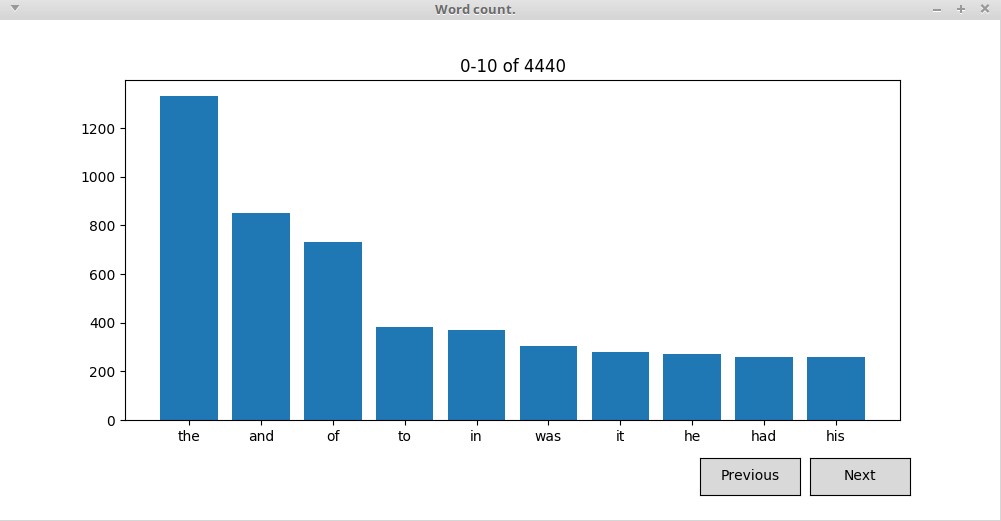 Word count.
0-10 of 4440
1200
1000
800
600
400
200
0
the and of to in was it he had his
Previous Next